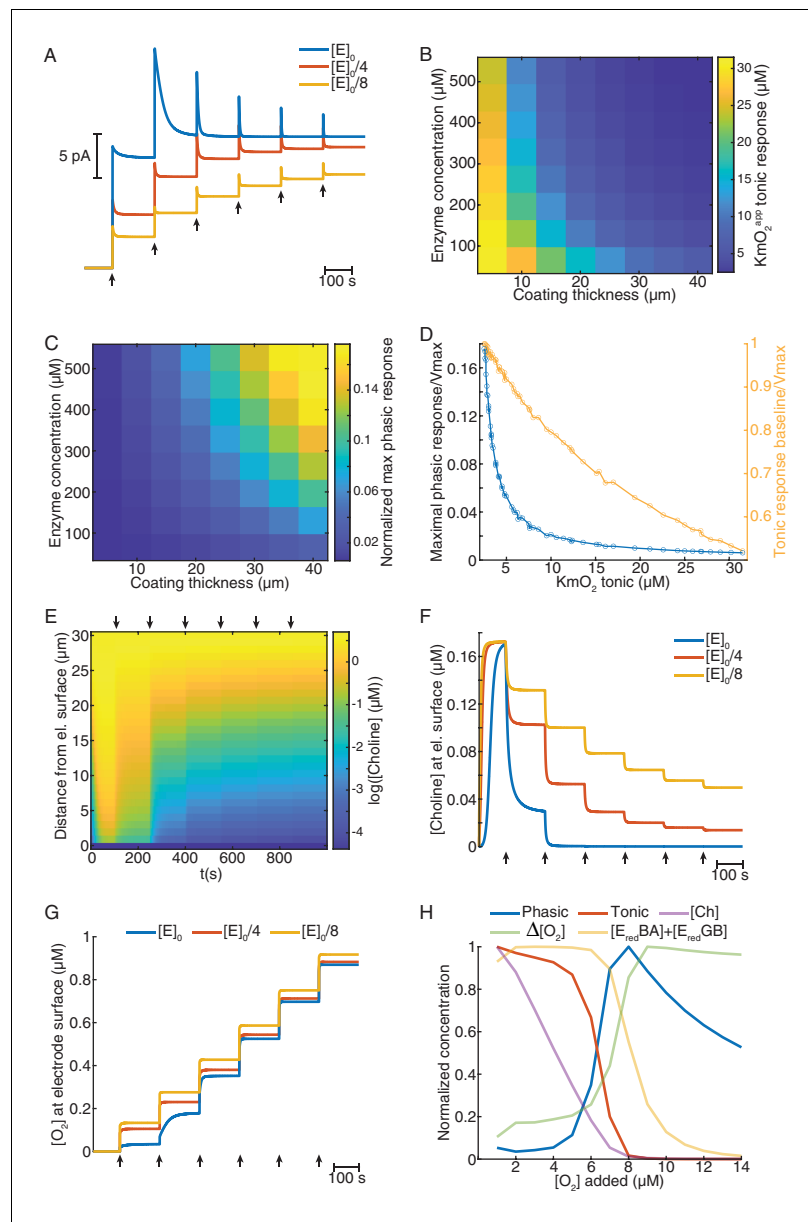 A
[E]₀
[E]₀/4
[E]₀/8
5 pA
100 s
B
Enzyme concentration (µM)
500
400
300
200
100
10 20 30 40
Coating thickness (µm)
30
25
20
15
10
5
KmO₂ᵃᵖᵖ tonic response (µM)
C
Enzyme concentration (µM)
500
400
300
200
100
10 20 30 40
Coating thickness (µm)
0.14
0.1
0.06
0.02
Normalized max phasic response
D
Maximal phasic response/Vmax
0.16
0.12
0.08
0.04
0
5 10 15 20 25 30
KmO₂ tonic (µM)
1
0.9
0.8
0.7
0.6
Tonic response baseline/Vmax
E
Distance from el. surface (µm)
30
25
20
15
10
5
0
0 200 400 600 800
t(s)
0
-1
-2
-3
-4
log([Choline] (µM))
F
[Choline] at el. surface (µM)
0.16
0.12
0.08
0.04
0
[E]₀
[E]₀/4
[E]₀/8
100 s
G
[E]₀ [E]₀/4 [E]₀/8
[O₂] at electrode surface (µM)
1
0.8
0.6
0.4
0.2
0
100 s
H
Phasic Tonic [Ch]
Δ[O₂] [E_redBA]+[E_redGB]
Normalized concentration
1
0.8
0.6
0.4
0.2
0
2 4 6 8 10 12 14
[O₂] added (µM)